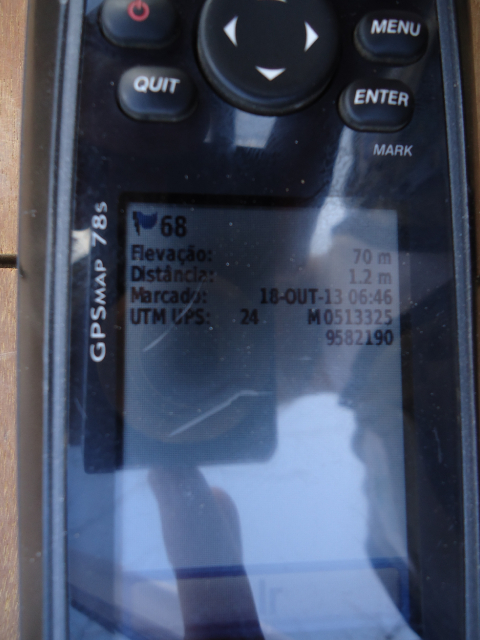 MENU
QUIT
ENTER
MARK
GPSMAP 78s
68
Elevação: 70 m
Distância: 1.2 m
Marcado: 18-OUT-13 06:46
UTM UPS: 24 M 0513325
9582190
Ir